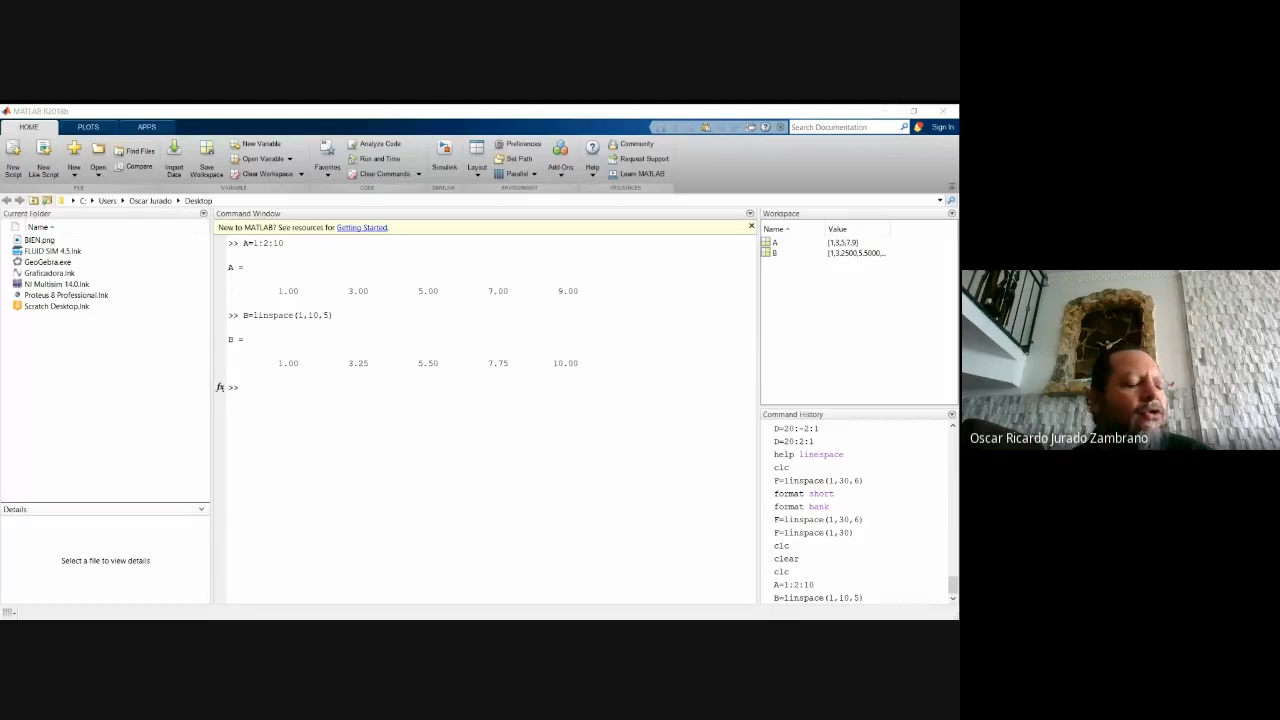 MATLAB R2018b
HOME PLOTS APPS
Search Documentation
Sign In
New Script
New Live Script
New
Open
Find Files
Compare
Import Data
Save Workspace
New Variable
Open Variable
Clear Workspace
Favorites
Analyze Code
Run and Time
Clear Commands
Simulink
Layout
Preferences
Set Path
Parallel
Add-Ons
Help
Community
Request Support
Learn MATLAB
FILE VARIABLE CODE SIMULINK ENVIRONMENT RESOURCES
C: Users Oscar Jurado Desktop
Current Folder
Name
BIEN.png
FLUID SIM 4.5.lnk
GeoGebra.exe
Graficadora.lnk
NI Multisim 14.0.lnk
Proteus 8 Professional.lnk
Scratch Desktop.lnk
Details
Select a file to view details
Command Window
New to MATLAB? See resources for Getting Started.
>> A=1:2:10
A =
1.00 3.00 5.00 7.00 9.00
>> B=linspace(1,10,5)
B =
1.00 3.25 5.50 7.75 10.00
fx >>
Workspace
Name Value
A [1,3,5,7,9]
B [1,3.2500,5.5000,...
Command History
D=20:-2:1
D=20:2:1
help linespace
clc
F=linspace(1,30,6)
format short
format bank
F=linspace(1,30,6)
F=linspace(1,30)
clc
clear
clc
A=1:2:10
B=linspace(1,10,5)
Oscar Ricardo Jurado Zambrano